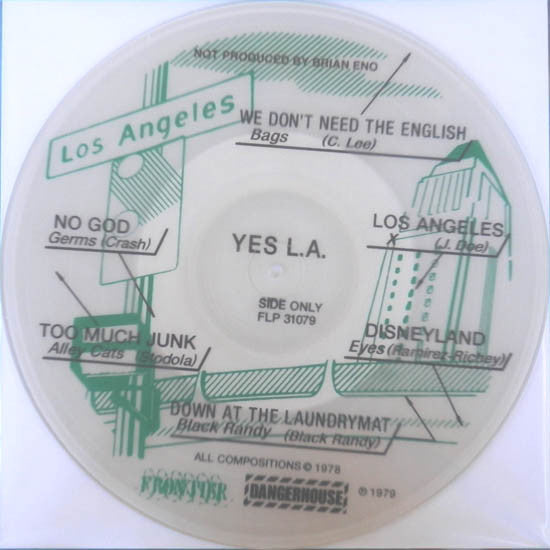 NOT PRODUCED BY BRIAN ENO
Los Angeles
WE DON'T NEED THE ENGLISH
Bags (C. Lee)
NO GOD
Germs (Crash)
LOS ANGELES
X (J. Doe)
YES L.A.
SIDE ONLY
FLP 31079
TOO MUCH JUNK
Alley Cats (Stodola)
DISNEYLAND
Eyes (Ramirez-Richey)
DOWN AT THE LAUNDRYMAT
Black Randy (Black Randy)
ALL COMPOSITIONS © 1978
FRONTIER DANGERHOUSE ℗ 1979